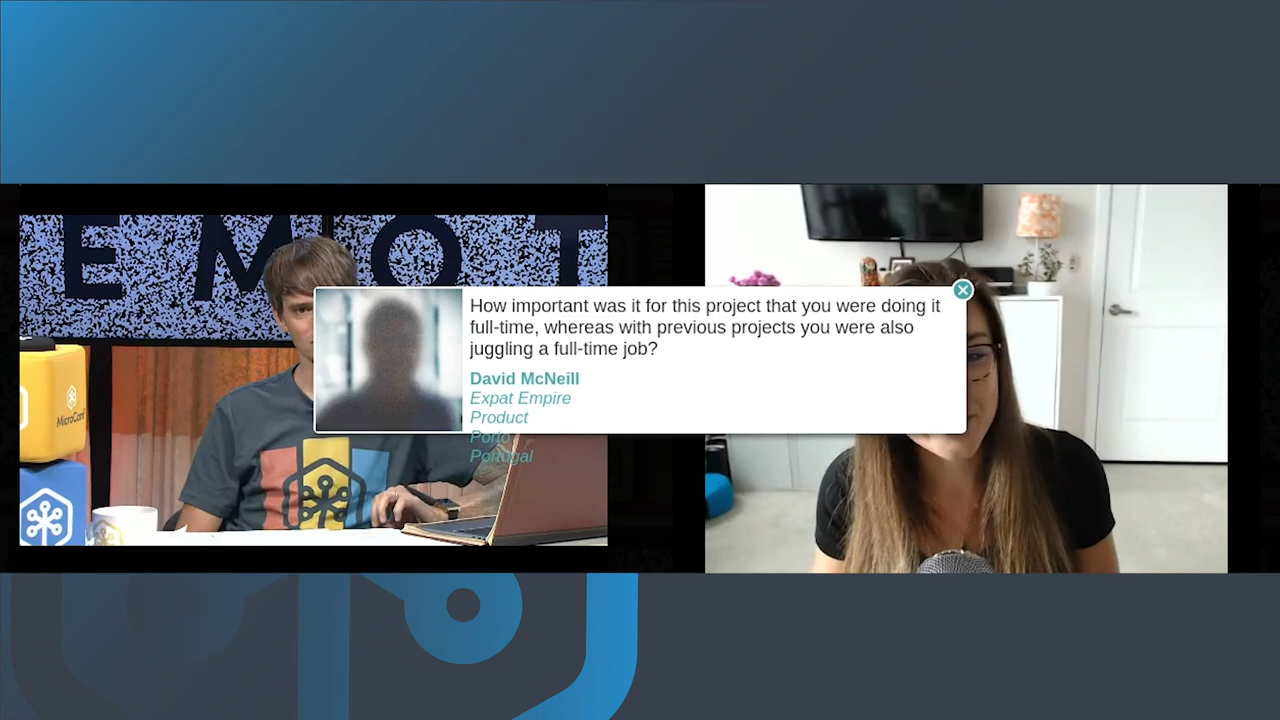 EMOT
MicroConf
How important was it for this project that you were doing it
full-time, whereas with previous projects you were also
juggling a full-time job?
David McNeill
Expat Empire
Product
Porto
Portugal